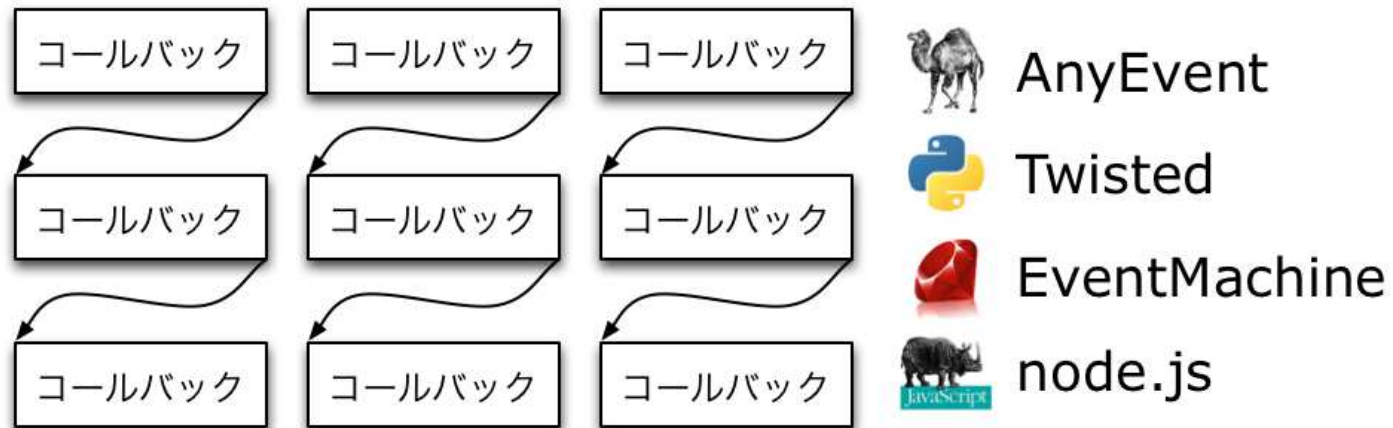 コールバック コールバック コールバック
AnyEvent
Twisted
コールバック コールバック コールバック
EventMachine
コールバック コールバック コールバック
node.js
JavaScript